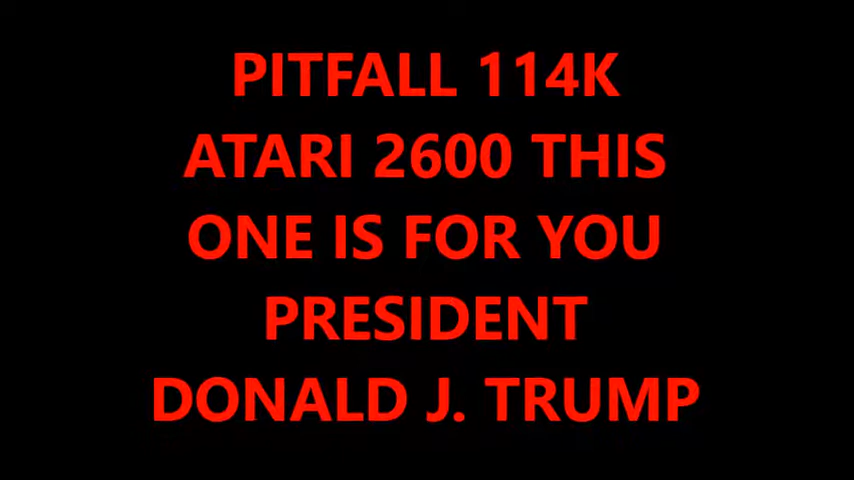 PITFALL 114K
ATARI 2600 THIS
ONE IS FOR YOU
PRESIDENT
DONALD J. TRUMP